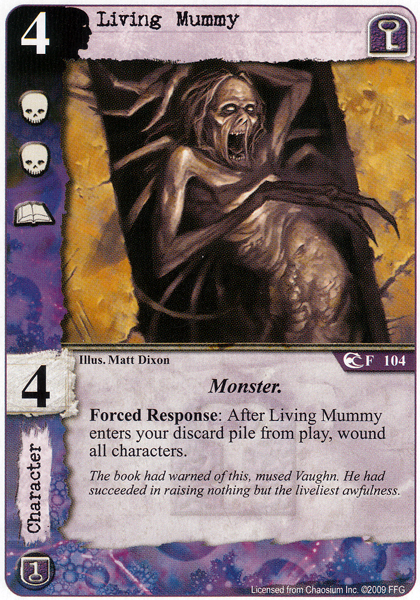 4 Living Mummy
Illus. Matt Dixon
F 104
4
Monster.
Forced Response: After Living Mummy
enters your discard pile from play, wound
all characters.
The book had warned of this, mused Vaughn. He had
succeeded in raising nothing but the liveliest awfulness.
Character
1
Licensed from Chaosium Inc. ©2009 FFG